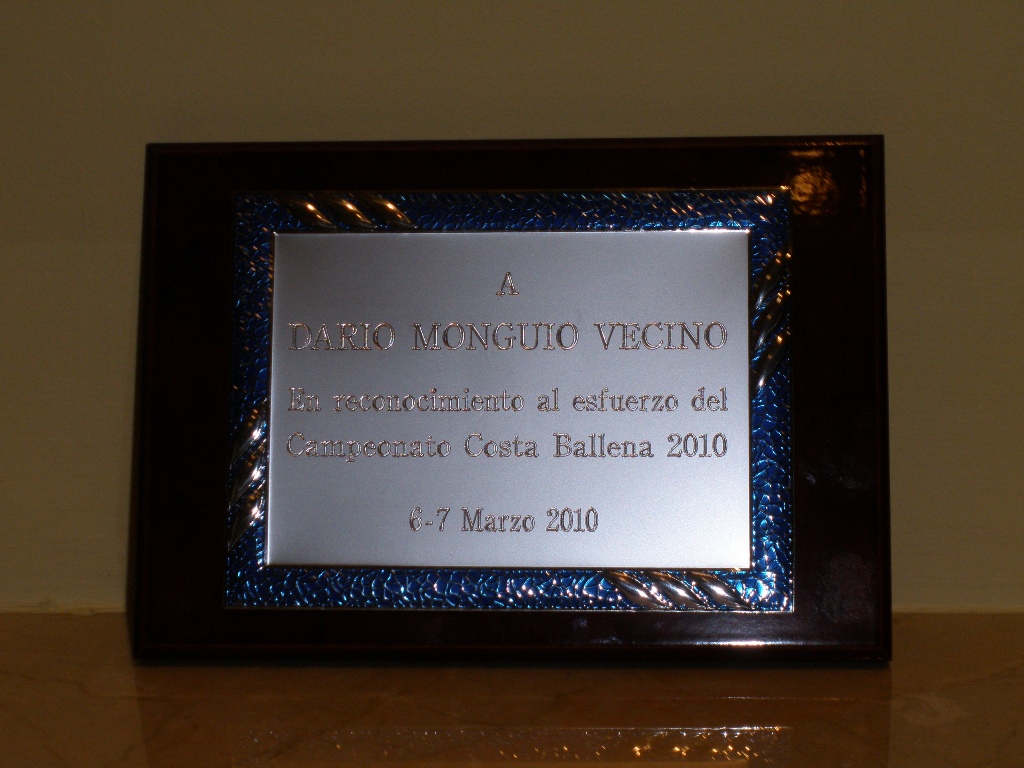 A
DARIO MONGUIO VECINO
En reconocimiento al esfuerzo del
Campeonato Costa Ballena 2010
6-7 Marzo 2010